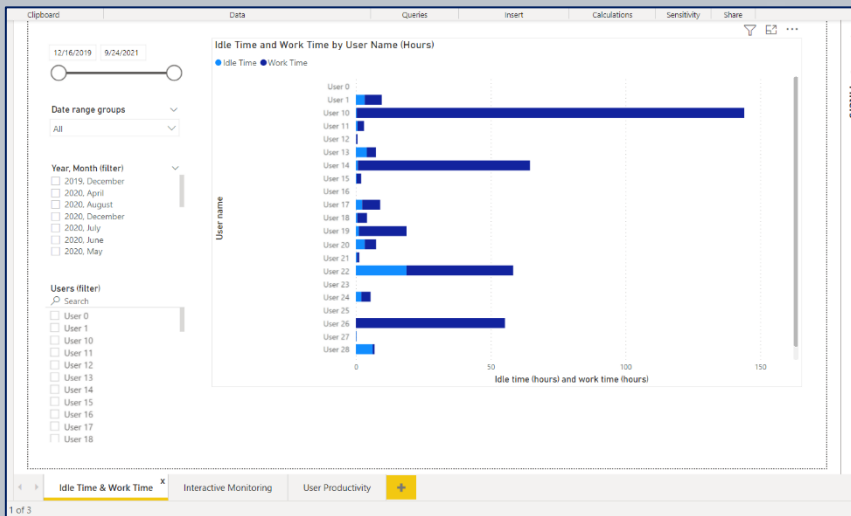 Clipboard Data Queries Insert Calculations Sensitivity Share
12/16/2019 9/24/2021
Date range groups
All
Year, Month (filter)
2019, December
2020, April
2020, August
2020, December
2020, July
2020, June
2020, May
Users (filter)
Search
User 0
User 1
User 10
User 11
User 12
User 13
User 14
User 15
User 16
User 17
User 18
Idle Time and Work Time by User Name (Hours)
Idle Time Work Time
User name
User 0
User 1
User 10
User 11
User 12
User 13
User 14
User 15
User 16
User 17
User 18
User 19
User 20
User 21
User 22
User 23
User 24
User 25
User 26
User 27
User 28
0 50 100 150
Idle time (hours) and work time (hours)
Idle Time & Work Time x Interactive Monitoring User Productivity +
1 of 3